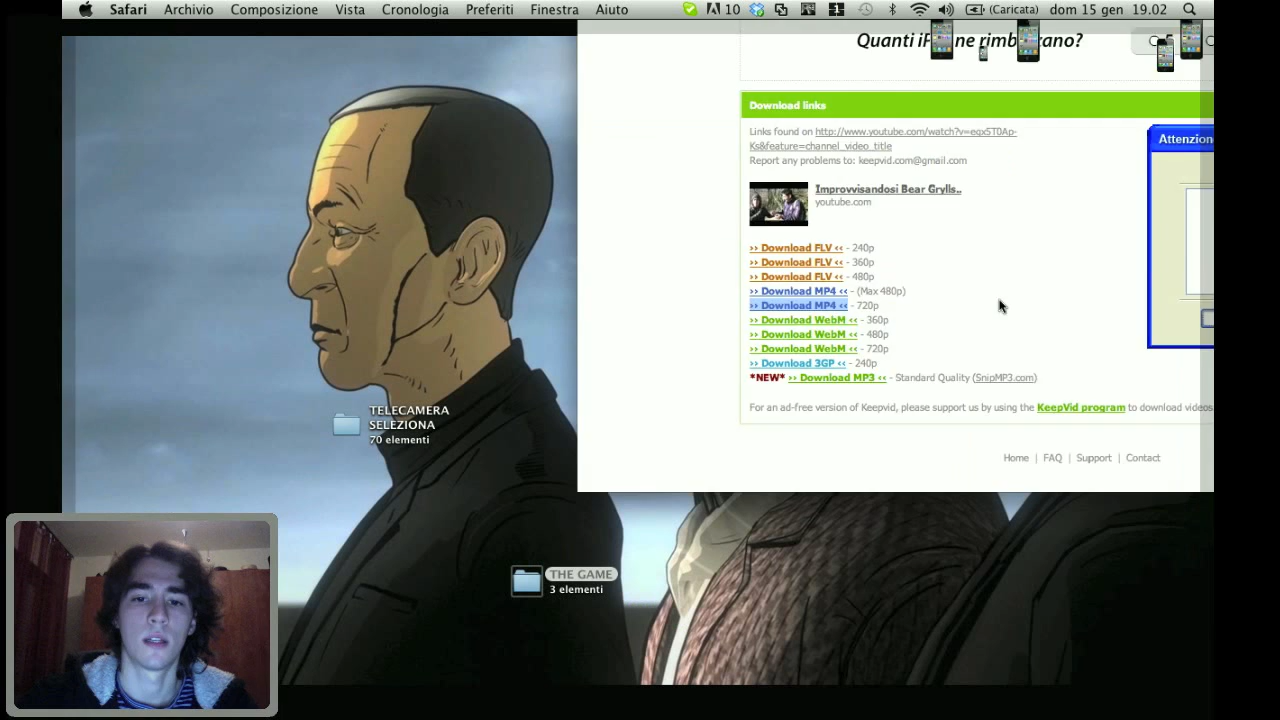 Safari Archivio Composizione Vista Cronologia Preferiti Finestra Aiuto 10 1 (Caricata) dom 15 gen 19.02
Quanti
Download links
Links found on http://www.youtube.com/watch?v=eqxST0Ap-
Ks&feature=channel_video_title
Report any problems to: keepvid.com@gmail.com
Improvvisandosi Bear Grylls..
youtube.com
>> Download FLV << - 240p
>> Download FLV << - 360p
>> Download FLV << - 480p
>> Download MP4 << - (Max 480p)
>> Download MP4 << - 720p
>> Download WebM << - 360p
>> Download WebM << - 480p
>> Download WebM << - 720p
>> Download 3GP << - 240p
*NEW* >> Download MP3 << - Standard Quality (SnipMP3.com)
For an ad-free version of Keepvid, please support us by using the KeepVid program to download videos
Home | FAQ | Support | Contact
Attenzione
TELECAMERA
SELEZIONA
70 elementi
THE GAME
3 elementi